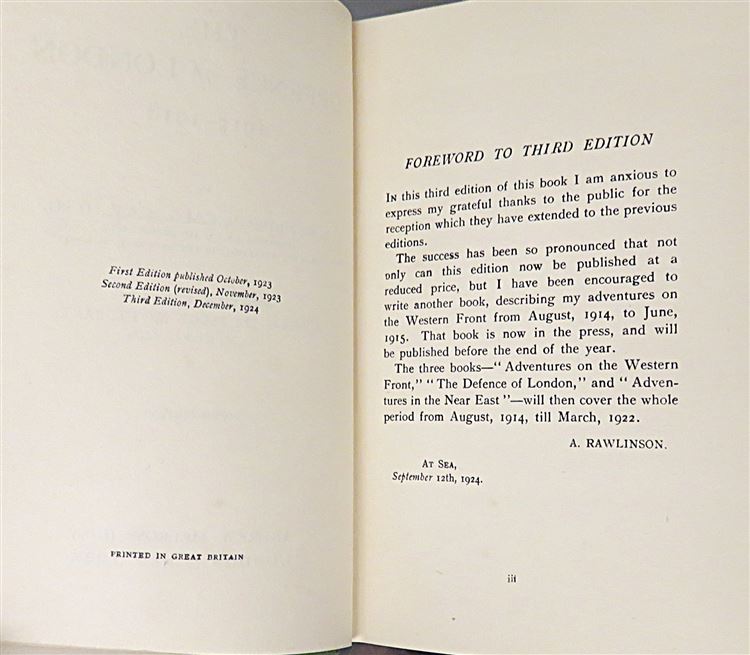 First Edition published October, 1923
Second Edition (revised), November, 1923
Third Edition, December, 1924
PRINTED IN GREAT BRITAIN
FOREWORD TO THIRD EDITION
IN this third edition of this book I am anxious to
express my grateful thanks to the public for the
reception which they have extended to the previous
editions.
The success has been so pronounced that not
only can this edition now be published at a
reduced price, but I have been encouraged to
write another book, describing my adventures on
the Western Front from August, 1914, to June,
1915. That book is now in the press, and will
be published before the end of the year.
The three books—“ Adventures on the Western
Front,” “ The Defence of London,” and “ Adven-
tures in the Near East ”—will then cover the whole
period from August, 1914, till March, 1922.
A. RAWLINSON.
AT SEA,
September 12th, 1924.
iii